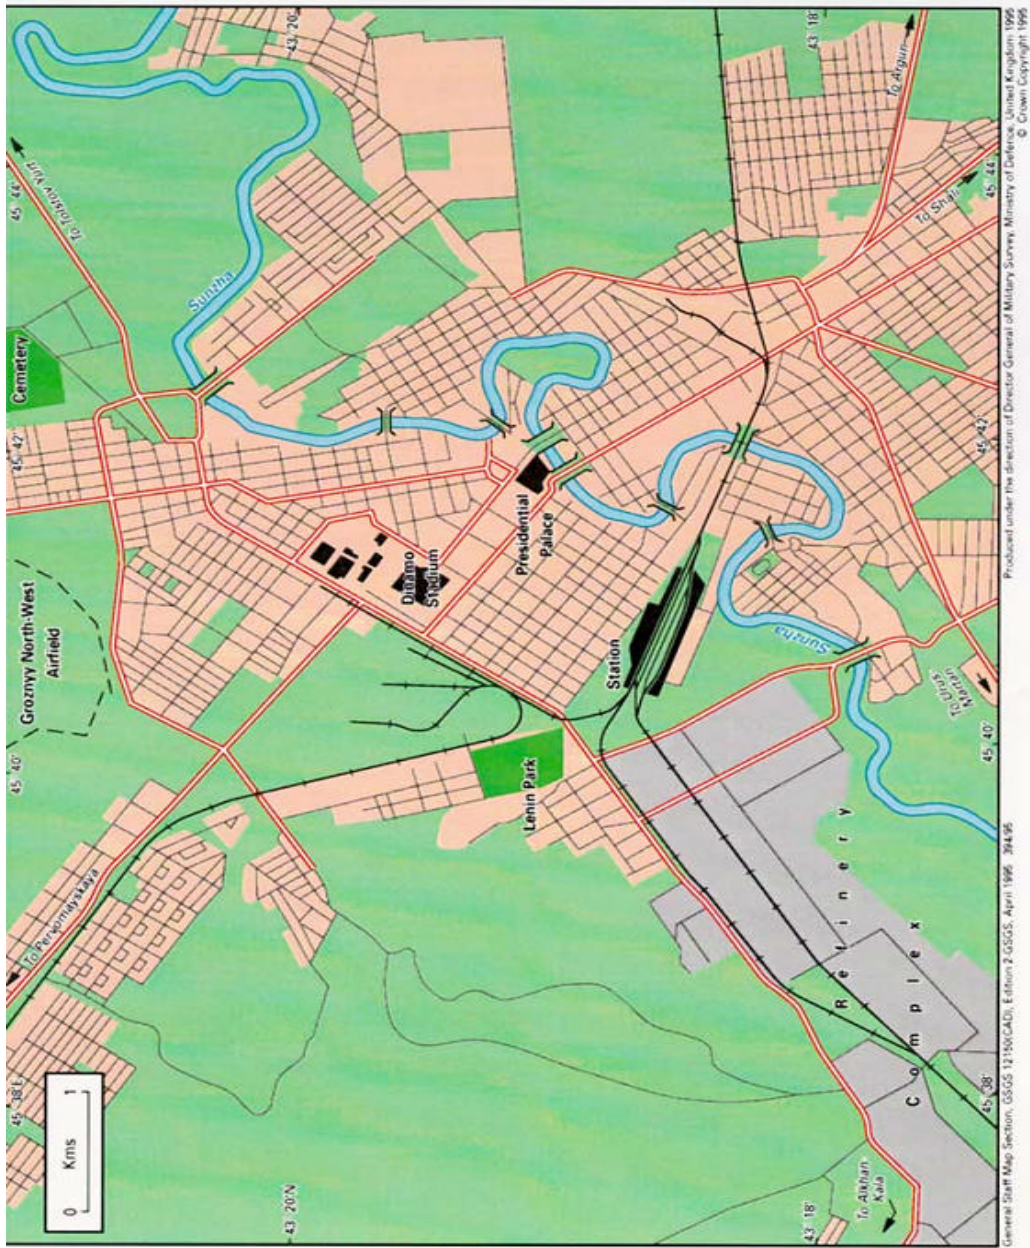 43 °20'
43 °18'
45 °44'
To Tolstoy Yurt
To Argun
To Shali
45 °44'
Sunzha
Cemetery
45 °42'
45 °42'
Groznyy North-West
Airfield
Dinamo
Stadium
Presidential
Palace
Station
Sunzha
To Urus
Martan
45 °40'
45 °40'
Lenin Park
To Pervomayskaya
Refinery
Complex
45 °38'E
45 °38'
0 Kms 1
43 °20'N
43 °18'
To Alkhan
Kala
General Staff Map Section, GSGS 12150(CAD), Edition 2-GSGS, April 1995 394/95
Produced under the direction of Director General of Military Survey, Ministry of Defence, United Kingdom 1995
© Crown Copyright 1995